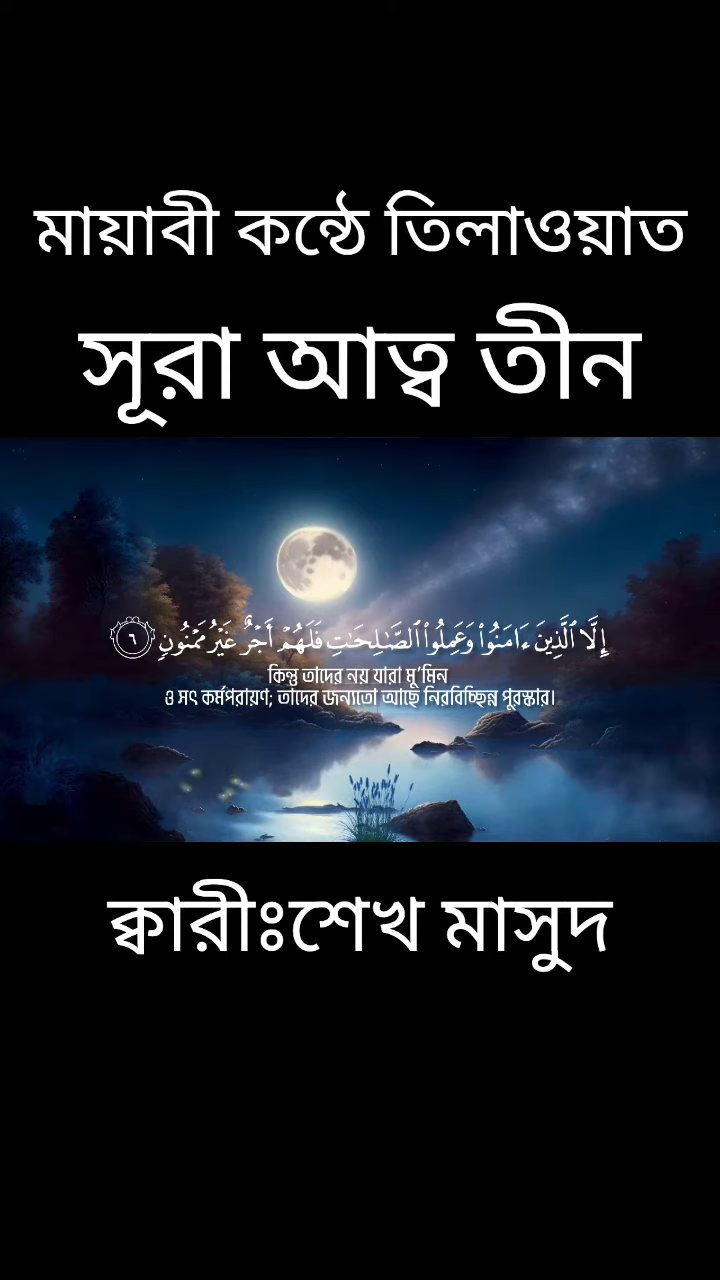 মায়াবী কন্ঠে তিলাওয়াত
সূরা আত্ব তীন
إِلَّا ٱلَّذِينَ ءَامَنُوا۟ وَعَمِلُوا۟ ٱلصَّـٰلِحَـٰتِ فَلَهُمْ أَجْرٌ غَيْرُ مَمْنُونٍ ٦
কিন্তু তাদের নয় যারা মু'মিন
ও সৎ কর্মপরায়ণ; তাদের জন্যতো আছে নিরবিচ্ছিন্ন পুরস্কার।
ক্বারীঃশেখ মাসুদ